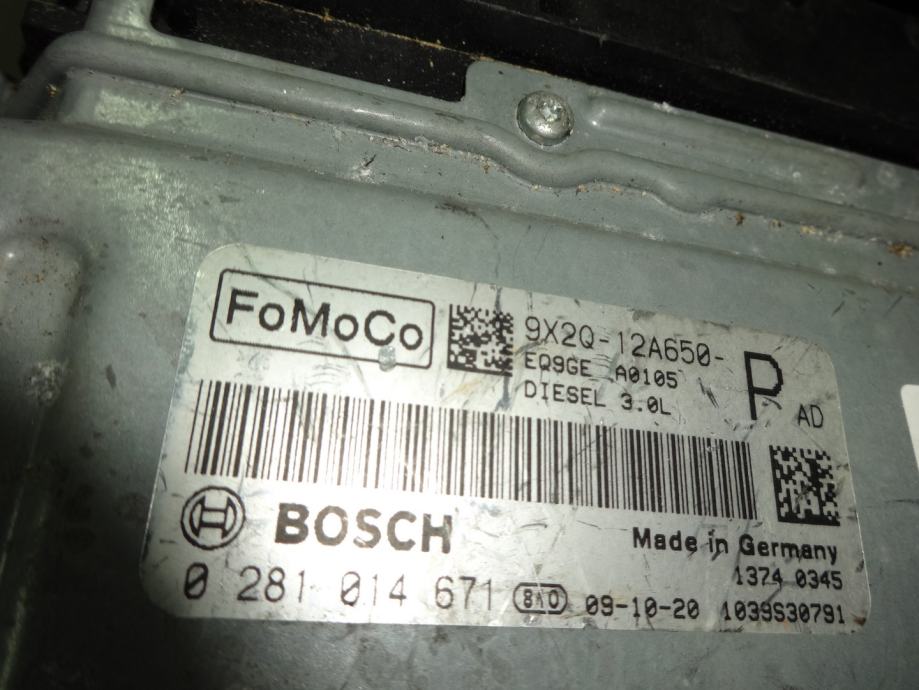 FoMoCo
9X2Q-12A650-
EQ9GE A0105
DIESEL 3.0L
P
AD
BOSCH
Made in Germany
1374 0345
0 281 014 671 09-10-20 1039S30791